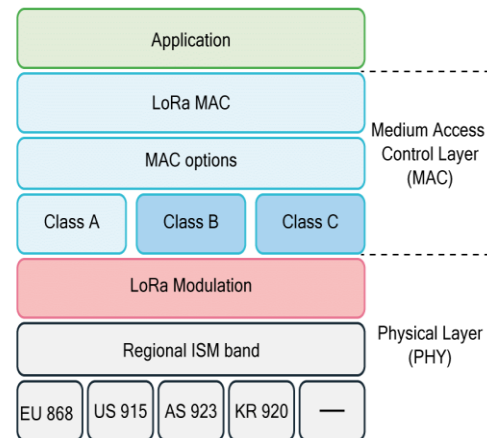 Application
LoRa MAC
MAC options
Class A
Class B
Class C
Medium Access
Control Layer
(MAC)
LoRa Modulation
Regional ISM band
EU 868
US 915
AS 923
KR 920
—
Physical Layer
(PHY)